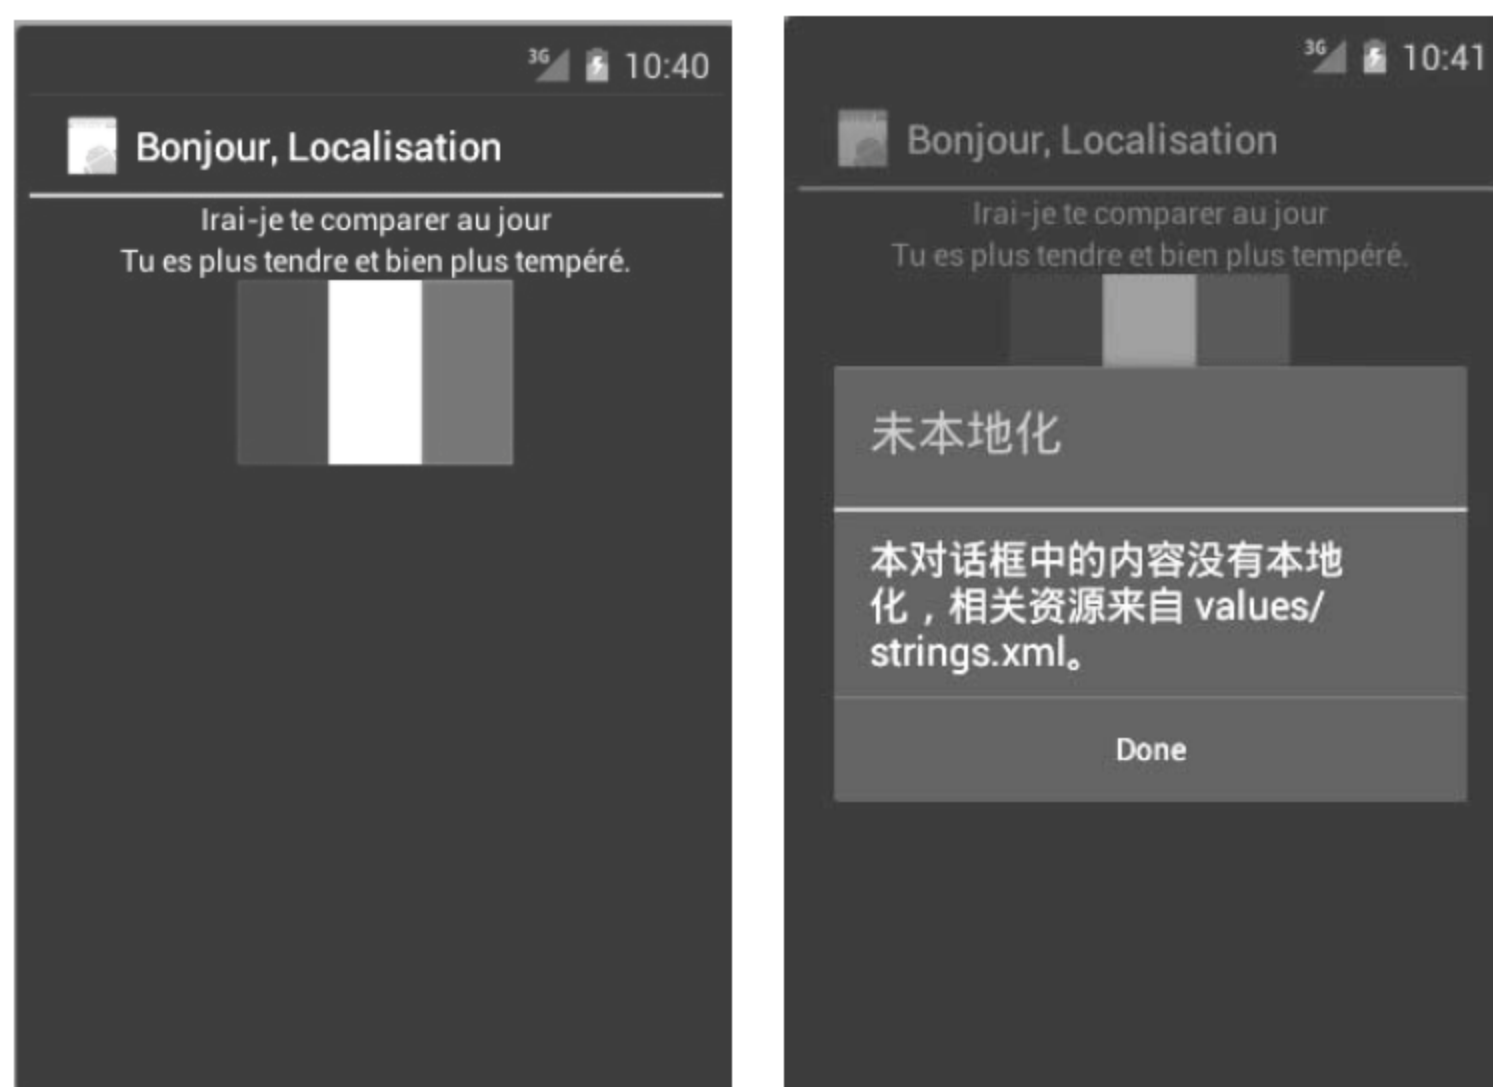 3G 10:40
Bonjour, Localisation
Irai-je te comparer au jour
Tu es plus tendre et bien plus tempéré.
3G 10:41
Bonjour, Localisation
Irai-je te comparer au jour
Tu es plus tendre et bien plus tempéré.
未本地化
本对话框中的内容没有本地
化，相关资源来自 values/
strings.xml。
Done